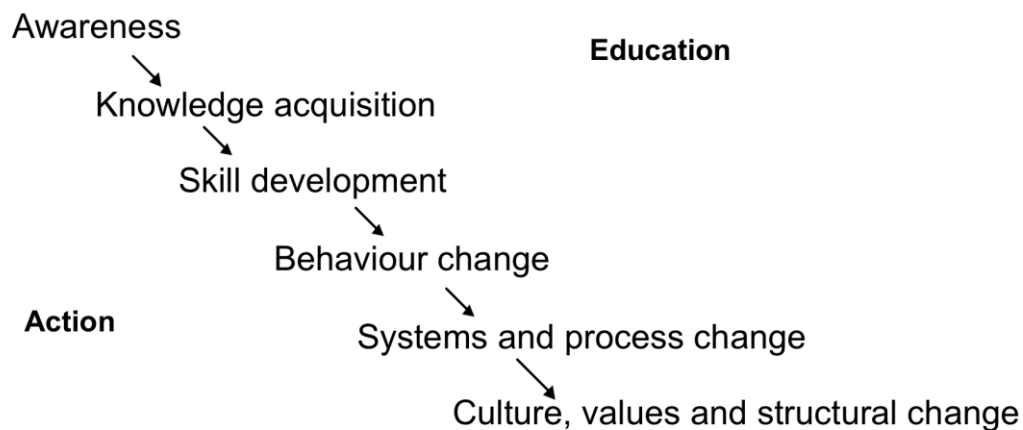 Awareness
Education
Knowledge acquisition
Skill development
Behaviour change
Action
Systems and process change
Culture, values and structural change